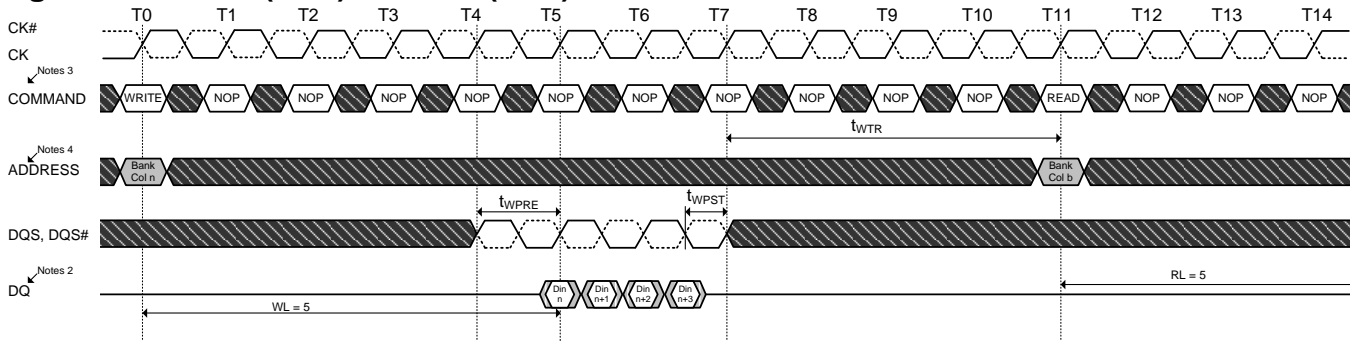 T0 T1 T2 T3 T4 T5 T6 T7 T8 T9 T10 T11 T12 T13 T14
CK#
CK
Notes 3
COMMAND WRITE NOP NOP NOP NOP NOP NOP NOP NOP NOP NOP READ NOP NOP NOP
tWTR
Notes 4
ADDRESS
Bank Bank
Col n Col b
tWPRE tWPST
DQS, DQS#
Notes 2
DQ
Din Din Din Din
n n+1 n+2 n+3
RL = 5
WL = 5